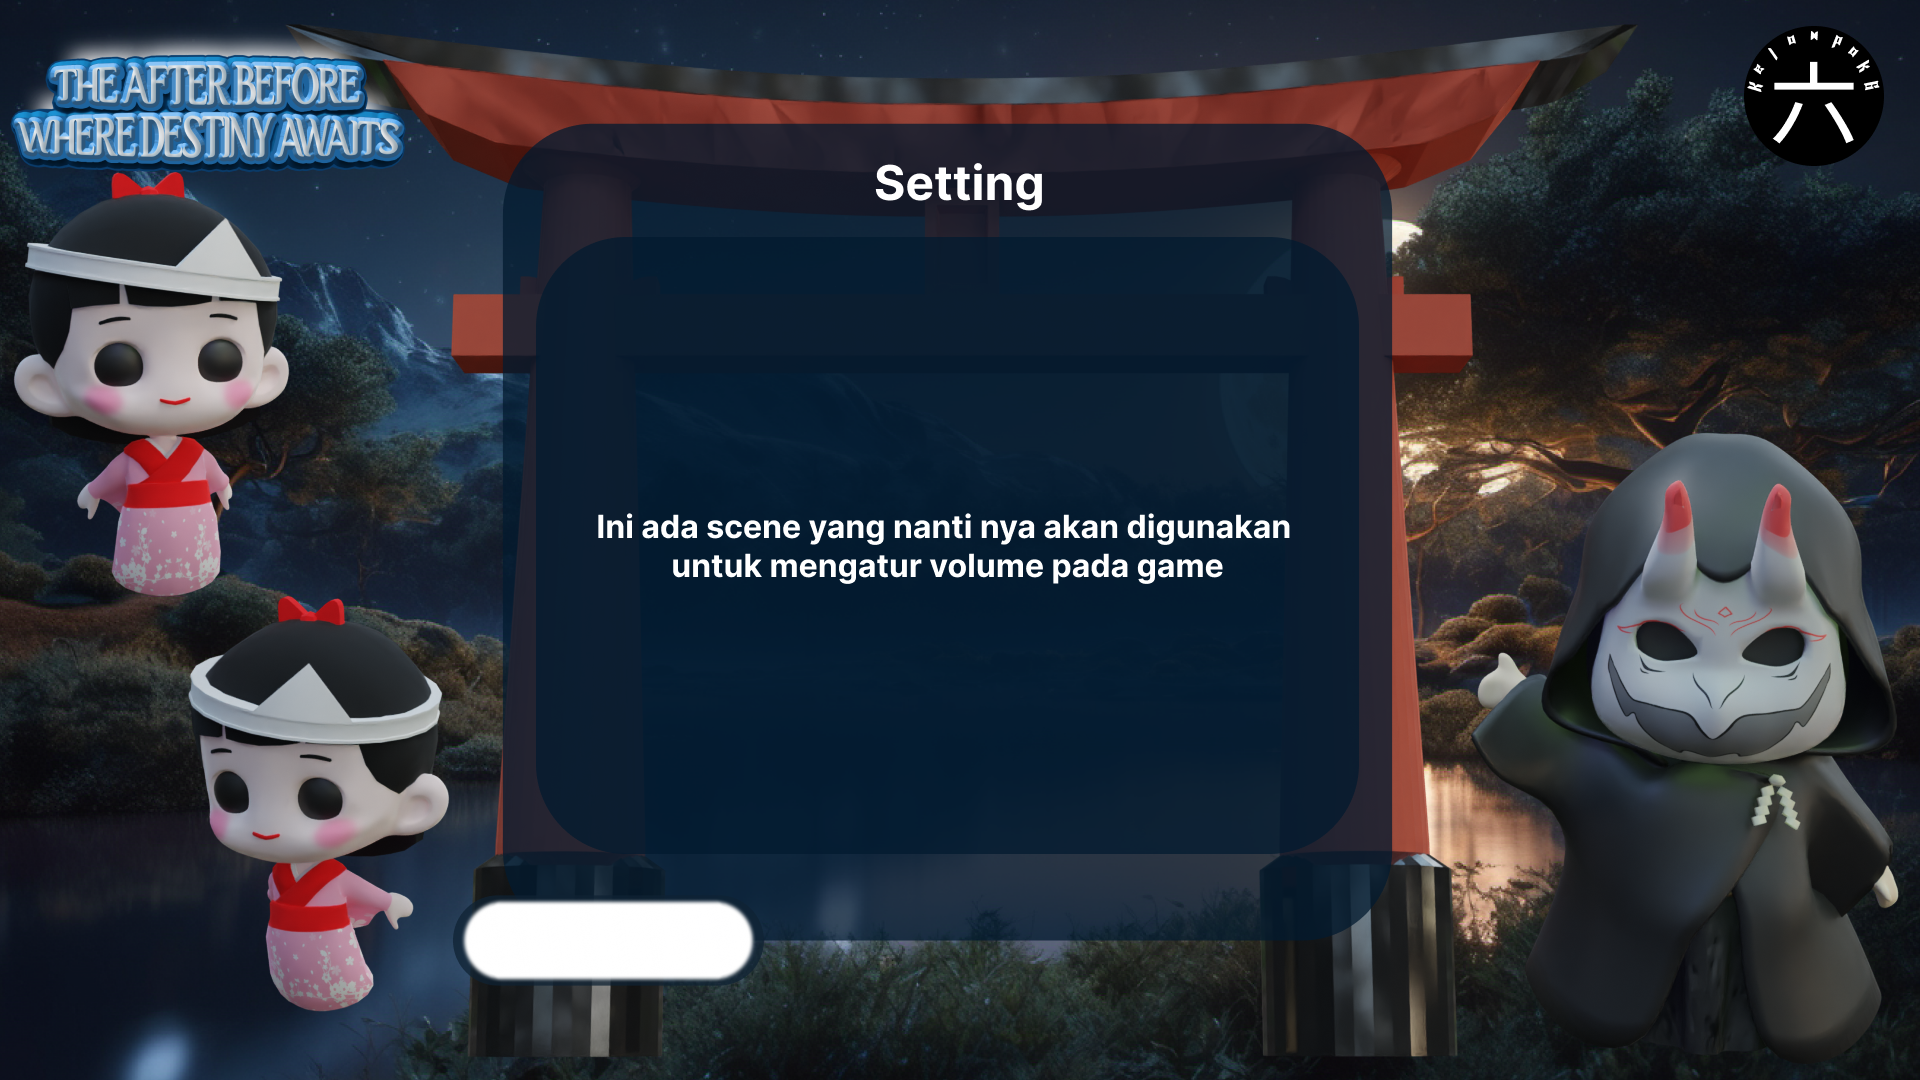 THE AFTER BEFORE
WHERE DESTINY AWAITS
Kelompok6
六
Setting
Ini ada scene yang nanti nya akan digunakan
untuk mengatur volume pada game